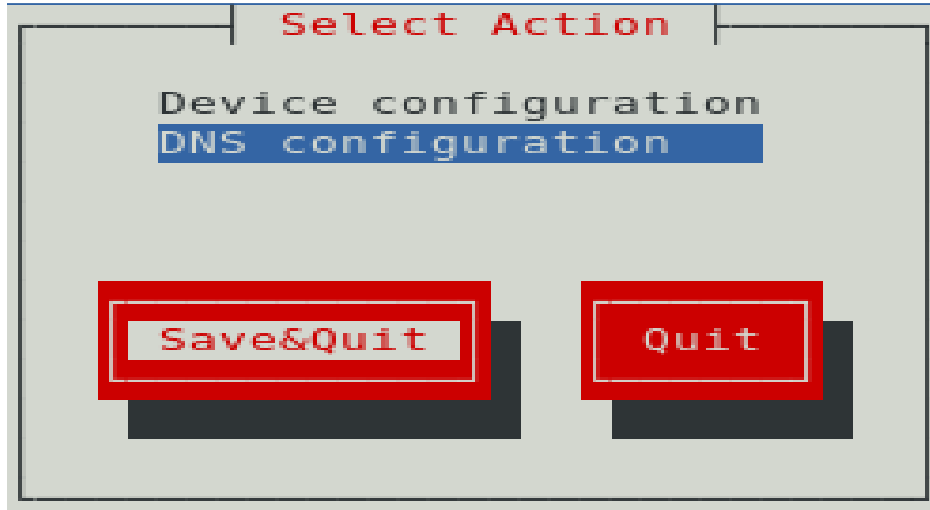 Select Action
Device configuration
DNS configuration
Save&Quit
Quit